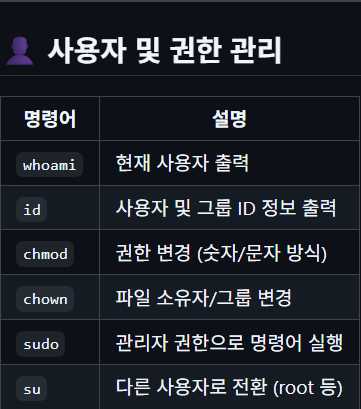 사용자 및 권한 관리
명령어 설명
whoami 현재 사용자 출력
id 사용자 및 그룹 ID 정보 출력
chmod 권한 변경 (숫자/문자 방식)
chown 파일 소유자/그룹 변경
sudo 관리자 권한으로 명령어 실행
su 다른 사용자로 전환 (root 등)